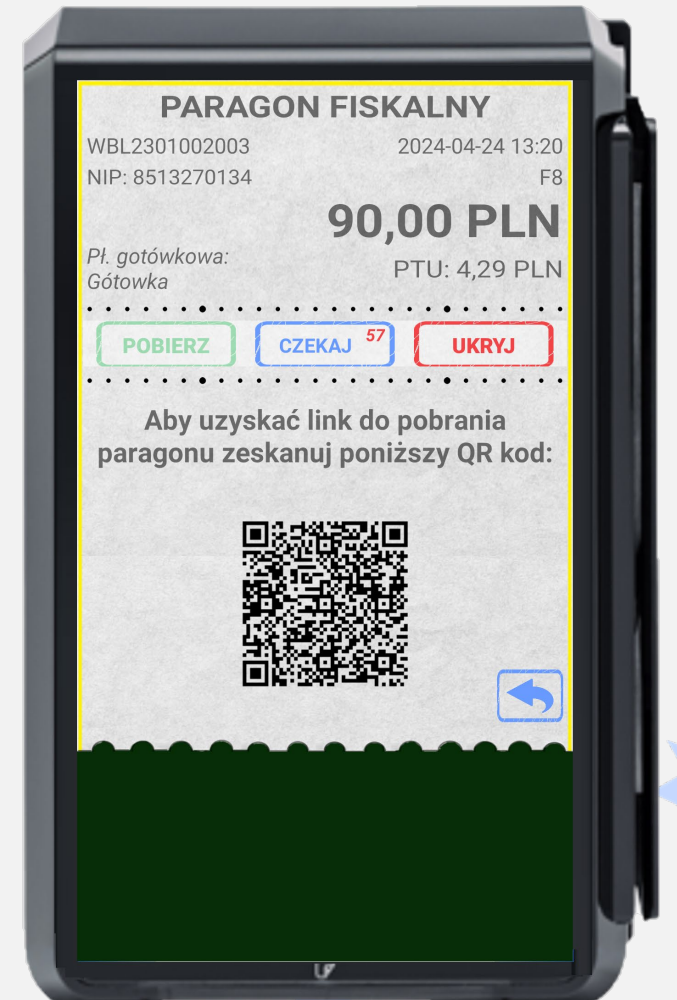 PARAGON FISKALNY
WBL2301002003 2024-04-24 13:20
NIP: 8513270134 F8
90,00 PLN
Pł. gotówkowa:
Gótowka PTU: 4,29 PLN
POBIERZ CZEKAJ 57 UKRYJ
Aby uzyskać link do pobrania
paragonu zeskanuj poniższy QR kod: